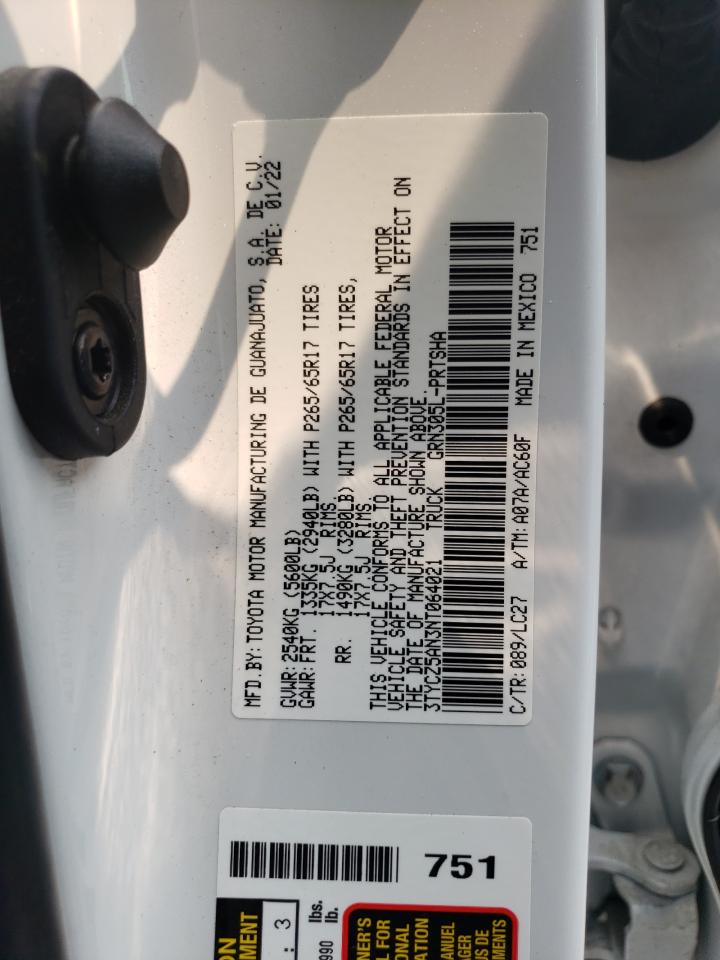 MFD.BY: TOYOTA MOTOR MANUFACTURING DE GUANAJUATO, S.A. DE C.V.
DATE: 01/22
GVWR: 2540KG (5600LB)
GAWR: FRT. 1335KG (2940LB) WITH P265/65R17 TIRES
17X7.5J RIMS
RR. 1490KG (3280LB) WITH P265/65R17 TIRES,
17X7.5J RIMS.
THIS VEHICLE CONFORMS TO ALL APPLICABLE FEDERAL MOTOR
VEHICLE SAFETY AND THEFT PREVENTION STANDARDS IN EFFECT ON
THE DATE OF MANUFACTURE SHOWN ABOVE.
3TYCZ5AN3NT064021 TRUCK GRN305L-PRTSHA
C/TR: 089/LC27 A/TM: A07A/AC60F MADE IN MEXICO 751
751
: 3
lbs.
lb.